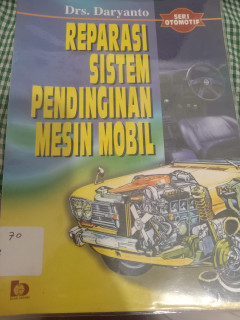 Drs. Daryanto
SERI
OTOMOTIF
REPARASI
SISTEM
PENDINGINAN
MESIN MOBIL
70